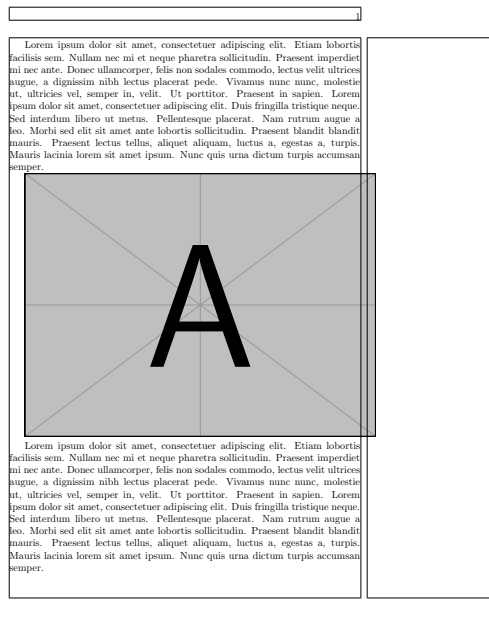 1
Lorem ipsum dolor sit amet, consectetuer adipiscing elit. Etiam lobortis
facilisis sem. Nullam nec mi et neque pharetra sollicitudin. Praesent imperdiet
mi nec ante. Donec ullamcorper, felis non sodales commodo, lectus velit ultrices
augue, a dignissim nibh lectus placerat pede. Vivamus nunc nunc, molestie
ut, ultricies vel, semper in, velit. Ut porttitor. Praesent in sapien. Lorem
ipsum dolor sit amet, consectetuer adipiscing elit. Duis fringilla tristique neque.
Sed interdum libero ut metus. Pellentesque placerat. Nam rutrum augue a
leo. Morbi sed elit sit amet ante lobortis sollicitudin. Praesent blandit blandit
mauris. Praesent lectus tellus, aliquet aliquam, luctus a, egestas a, turpis.
Mauris lacinia lorem sit amet ipsum. Nunc quis urna dictum turpis accumsan
semper.
A
Lorem ipsum dolor sit amet, consectetuer adipiscing elit. Etiam lobortis
facilisis sem. Nullam nec mi et neque pharetra sollicitudin. Praesent imperdiet
mi nec ante. Donec ullamcorper, felis non sodales commodo, lectus velit ultrices
augue, a dignissim nibh lectus placerat pede. Vivamus nunc nunc, molestie
ut, ultricies vel, semper in, velit. Ut porttitor. Praesent in sapien. Lorem
ipsum dolor sit amet, consectetuer adipiscing elit. Duis fringilla tristique neque.
Sed interdum libero ut metus. Pellentesque placerat. Nam rutrum augue a
leo. Morbi sed elit sit amet ante lobortis sollicitudin. Praesent blandit blandit
mauris. Praesent lectus tellus, aliquet aliquam, luctus a, egestas a, turpis.
Mauris lacinia lorem sit amet ipsum. Nunc quis urna dictum turpis accumsan
semper.